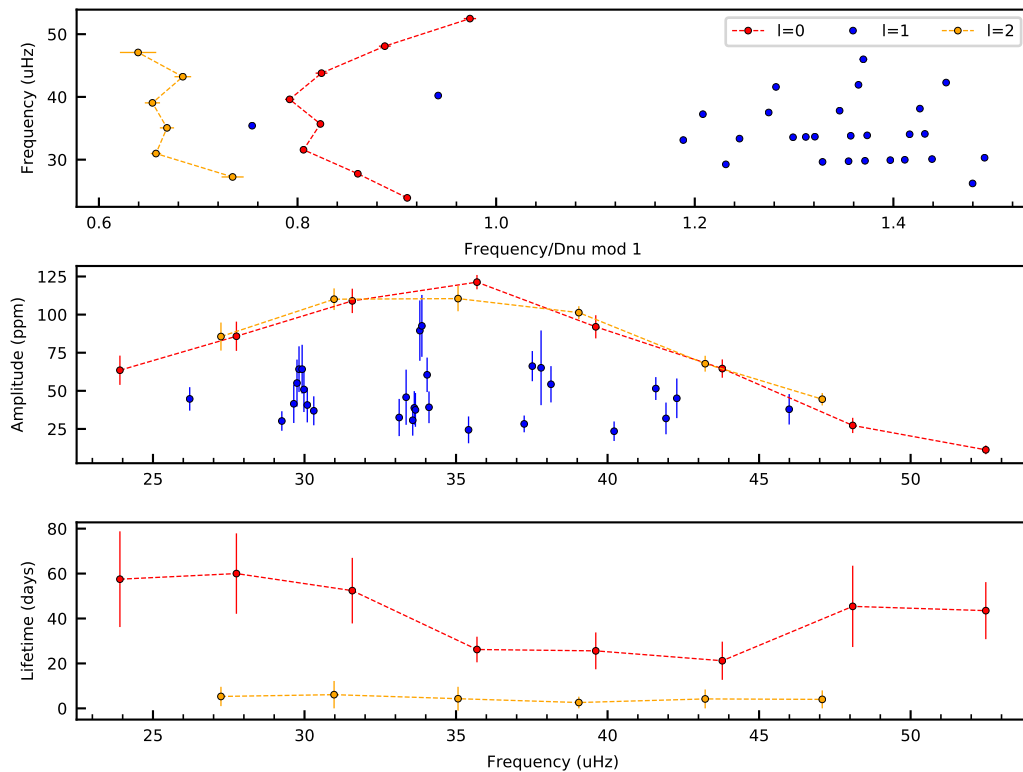 Frequency (uHz)
50
40
30
l=0 l=1 l=2
0.6 0.8 1.0 1.2 1.4
Frequency/Dnu mod 1
Amplitude (ppm)
125
100
75
50
25
25 30 35 40 45 50
Lifetime (days)
80
60
40
20
0
25 30 35 40 45 50
Frequency (uHz)